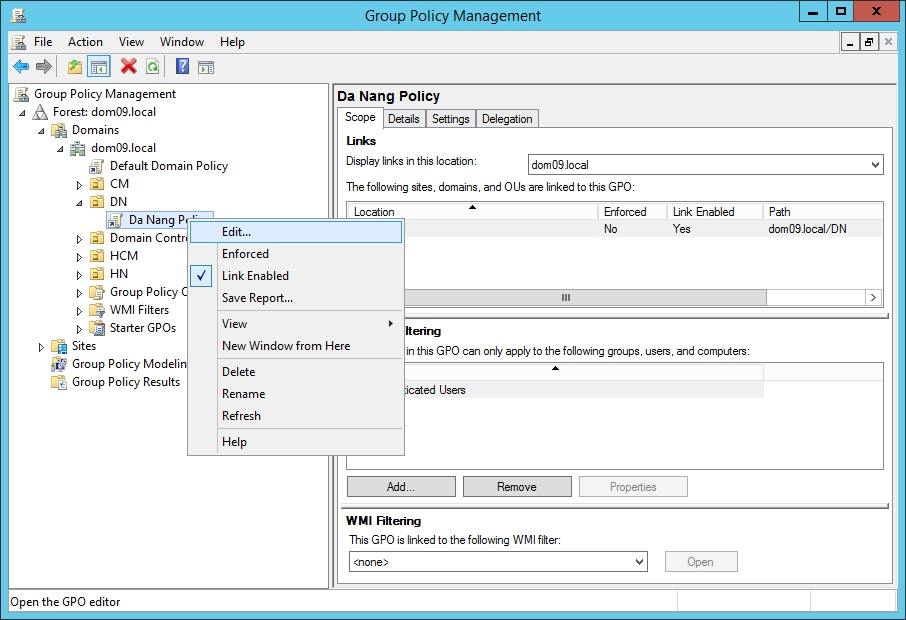 Group Policy Management
File Action View Window Help
Group Policy Management
Forest: dom09.local
Domains
dom09.local
Default Domain Policy
CM
DN
Da Nang Policy
Domain Contro
HCM
HN
Group Policy O
WMI Filters
Starter GPOs
Sites
Group Policy Modelin
Group Policy Results
Edit...
Enforced
Link Enabled
Save Report...
View
New Window from Here
Delete
Rename
Refresh
Help
Da Nang Policy
Scope Details Settings Delegation
Links
Display links in this location: dom09.local
The following sites, domains, and OUs are linked to this GPO:
Location Enforced Link Enabled Path
No Yes dom09.local/DN
ltering
in this GPO can only apply to the following groups, users, and computers:
ticated Users
Add... Remove Properties
WMI Filtering
This GPO is linked to the following WMI filter:
<none> Open
Open the GPO editor